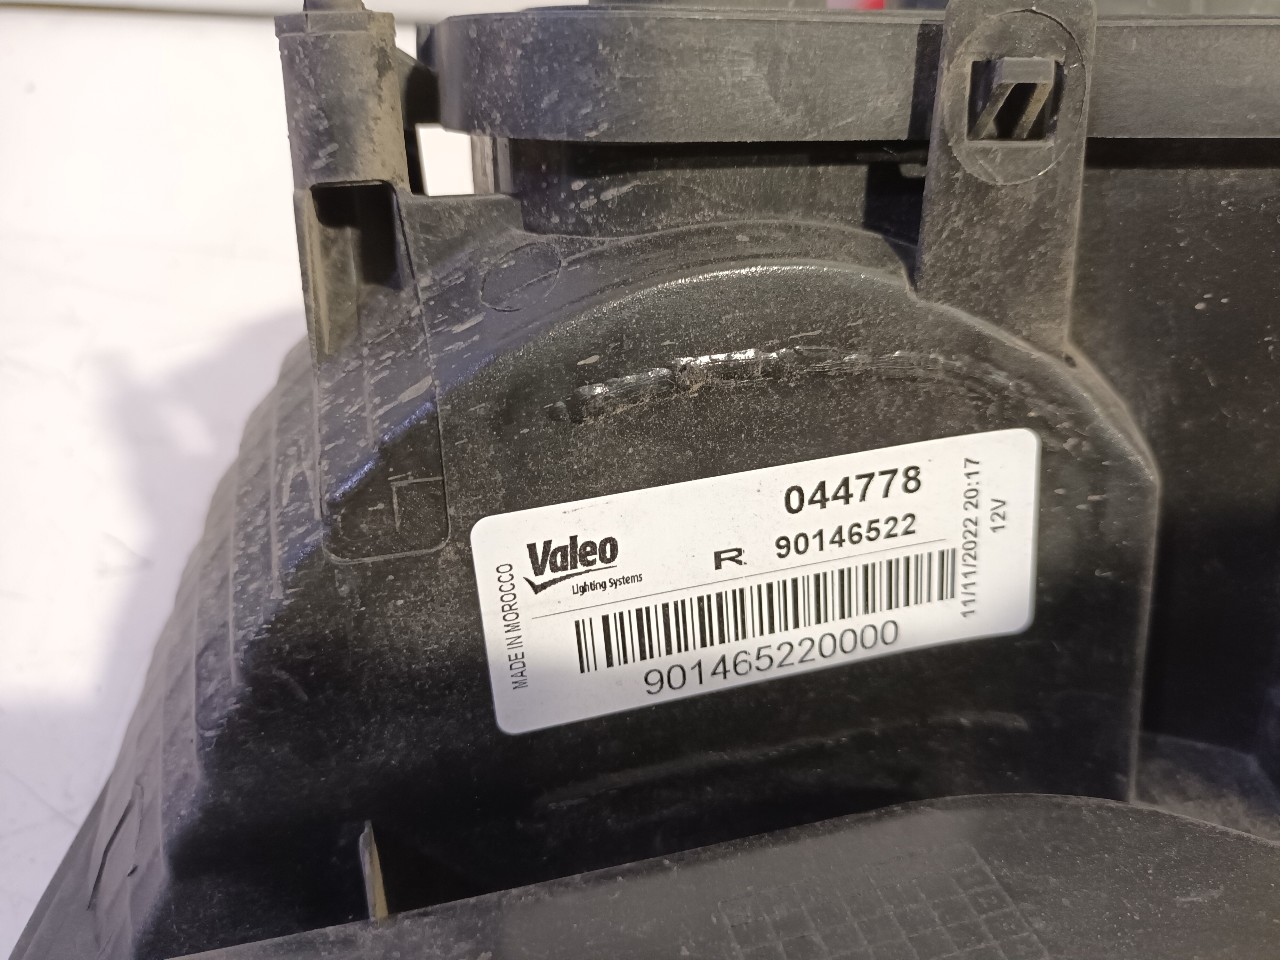 044778
Valeo
Lighting Systems
R
90146522
MADE IN MOROCCO
11/11/2022 20:17
12V
901465220000